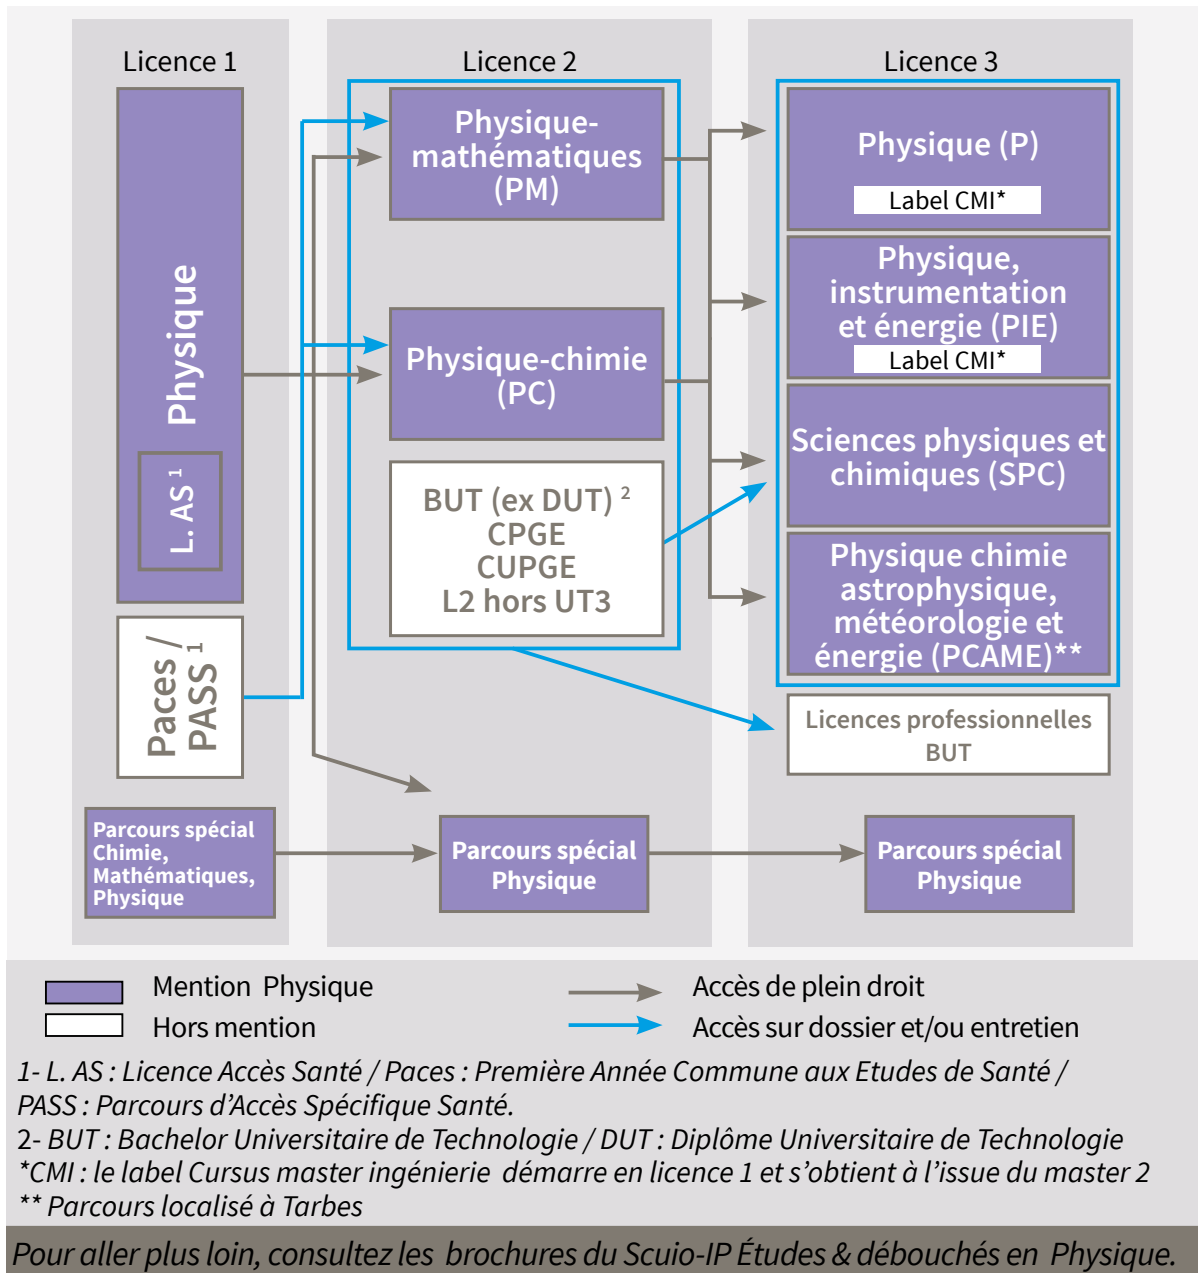 Licence 1
Licence 2
Licence 3
Physique
L. AS 1
Paces /
PASS 1
Parcours spécial
Chimie,
Mathématiques,
Physique
Physique-
mathématiques
(PM)
Physique-chimie
(PC)
BUT (ex DUT) 2
CPGE
CUPGE
L2 hors UT3
Parcours spécial
Physique
Physique (P)
Label CMI*
Physique,
instrumentation
et énergie (PIE)
Label CMI*
Sciences physiques et
chimiques (SPC)
Physique chimie
astrophysique,
météorologie et
énergie (PCAME)**
Licences professionnelles
BUT
Parcours spécial
Physique
Mention Physique
Accès de plein droit
Hors mention
Accès sur dossier et/ou entretien
1- L. AS : Licence Accès Santé / Paces : Première Année Commune aux Etudes de Santé /
PASS : Parcours d’Accès Spécifique Santé.
2- BUT : Bachelor Universitaire de Technologie / DUT : Diplôme Universitaire de Technologie
*CMI : le label Cursus master ingénierie démarre en licence 1 et s’obtient à l’issue du master 2
** Parcours localisé à Tarbes
Pour aller plus loin, consultez les brochures du Scuio-IP Études & débouchés en Physique.